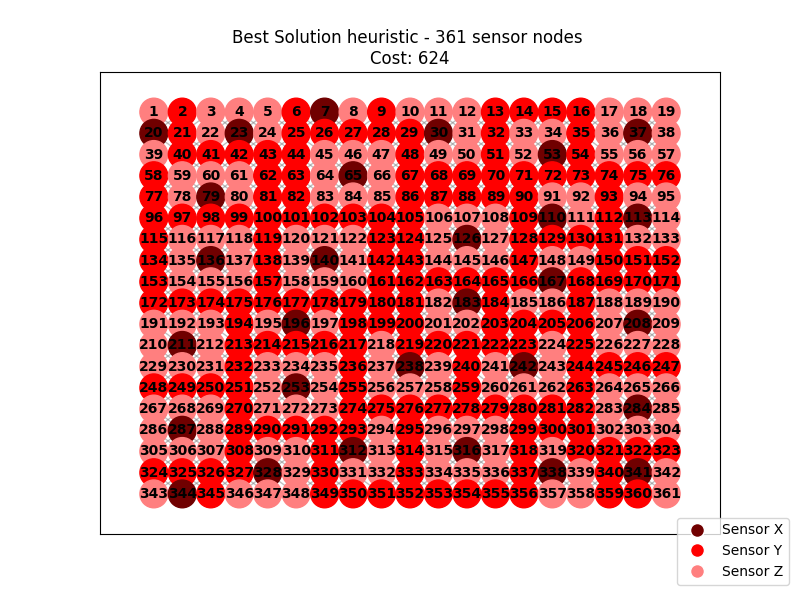 Best Solution heuristic - 361 sensor nodes
Cost: 624
1 2 3 4 5 6 7 8 9 10 11 12 13 14 15 16 17 18 19
20 21 22 23 24 25 26 27 28 29 30 31 32 33 34 35 36 37 38
39 40 41 42 43 44 45 46 47 48 49 50 51 52 53 54 55 56 57
58 59 60 61 62 63 64 65 66 67 68 69 70 71 72 73 74 75 76
77 78 79 80 81 82 83 84 85 86 87 88 89 90 91 92 93 94 95
96 97 98 99 100 101 102 103 104 105 106 107 108 109 110 111 112 113 114
115 116 117 118 119 120 121 122 123 124 125 126 127 128 129 130 131 132 133
134 135 136 137 138 139 140 141 142 143 144 145 146 147 148 149 150 151 152
153 154 155 156 157 158 159 160 161 162 163 164 165 166 167 168 169 170 171
172 173 174 175 176 177 178 179 180 181 182 183 184 185 186 187 188 189 190
191 192 193 194 195 196 197 198 199 200 201 202 203 204 205 206 207 208 209
210 211 212 213 214 215 216 217 218 219 220 221 222 223 224 225 226 227 228
229 230 231 232 233 234 235 236 237 238 239 240 241 242 243 244 245 246 247
248 249 250 251 252 253 254 255 256 257 258 259 260 261 262 263 264 265 266
267 268 269 270 271 272 273 274 275 276 277 278 279 280 281 282 283 284 285
286 287 288 289 290 291 292 293 294 295 296 297 298 299 300 301 302 303 304
305 306 307 308 309 310 311 312 313 314 315 316 317 318 319 320 321 322 323
324 325 326 327 328 329 330 331 332 333 334 335 336 337 338 339 340 341 342
343 344 345 346 347 348 349 350 351 352 353 354 355 356 357 358 359 360 361
Sensor X
Sensor Y
Sensor Z